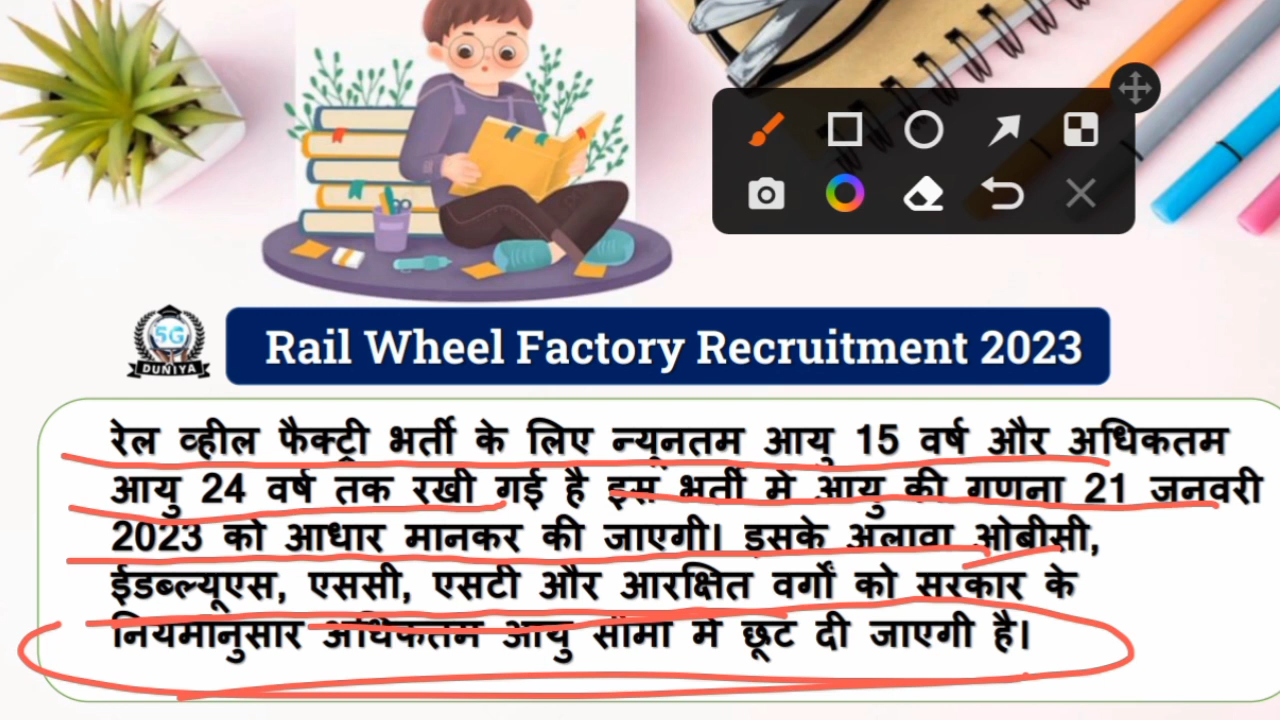 5G
DUNIYA
Rail Wheel Factory Recruitment 2023
रेल व्हील फैक्ट्री भर्ती के लिए न्यूनतम आयु 15 वर्ष और अधिकतम
आयु 24 वर्ष तक रखी गई है इस भर्ती में आयु की गणना 21 जनवरी
2023 को आधार मानकर की जाएगी। इसके अलावा ओबीसी,
ईडब्ल्यूएस, एससी, एसटी और आरक्षित वर्गों को सरकार के
नियमानुसार अधिकतम आयु सीमा में छूट दी जाएगी है।